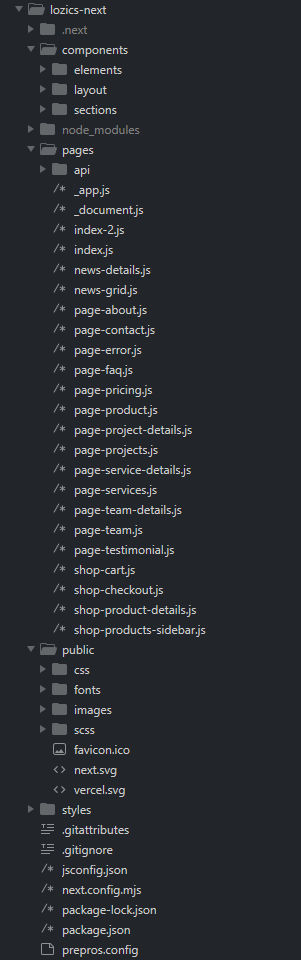 lozics-next
.next
components
elements
layout
sections
node_modules
pages
api
_app.js
_document.js
index-2.js
index.js
news-details.js
news-grid.js
page-about.js
page-contact.js
page-error.js
page-faq.js
page-pricing.js
page-product.js
page-project-details.js
page-projects.js
page-service-details.js
page-services.js
page-team-details.js
page-team.js
page-testimonial.js
shop-cart.js
shop-checkout.js
shop-product-details.js
shop-products-sidebar.js
public
css
fonts
images
scss
favicon.ico
next.svg
vercel.svg
styles
.gitattributes
.gitignore
jsconfig.json
next.config.mjs
package-lock.json
package.json
prepros.config